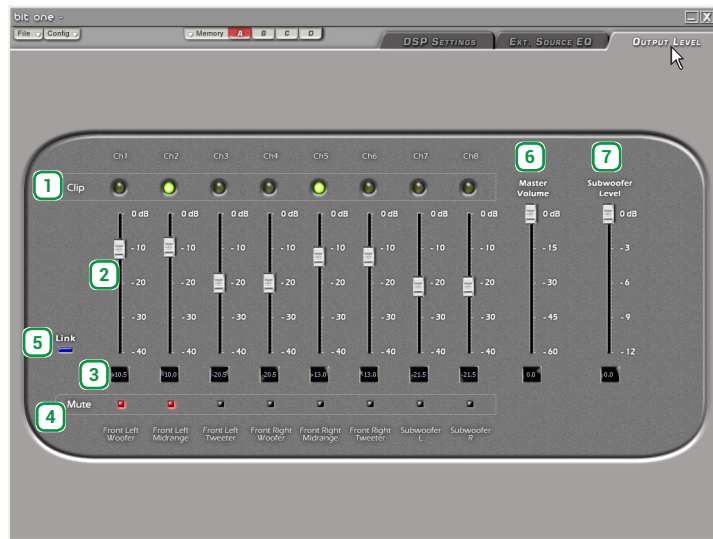 bit one -
File Config Memory A B C D
DSP Settings Ext. Source EQ Output Level
Ch1 Ch2 Ch3 Ch4 Ch5 Ch6 Ch7 Ch8
1 Clip
6 7
Master Volume
Subwoofer Level
0 dB 0 dB 0 dB 0 dB 0 dB 0 dB 0 dB 0 dB 0 dB 0 dB
2
- 10 - 10 - 10 - 10 - 10 - 10 - 10 - 10 - 15 - 3
- 20 - 20 - 20 - 20 - 20 - 20 - 20 - 20 - 30 - 6
- 30 - 30 - 30 - 30 - 30 - 30 - 30 - 30 - 45 - 9
5 Link
- 40 - 40 - 40 - 40 - 40 - 40 - 40 - 40 - 60 - 12
3 -10.5 -10.0 -20.5 -20.5 -13.0 -13.0 -21.5 -21.5 0.0 0.0
4 Mute
Front Left Woofer
Front Left Midrange
Front Left Tweeter
Front Right Woofer
Front Right Midrange
Front Right Tweeter
Subwoofer L
Subwoofer R